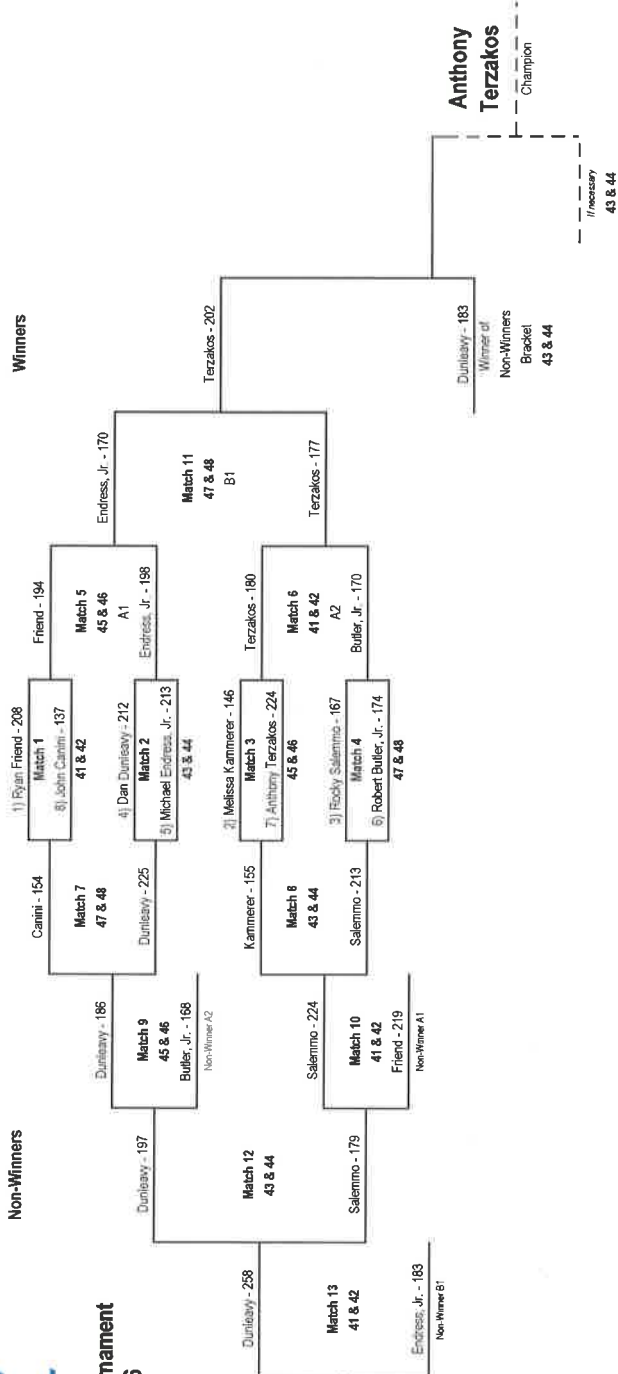 Non-Winners
Winners
rnament
6
Dunleavy - 258
Match 13
41 & 42
Endress, Jr. - 183
Non-Winner B1
Dunleavy - 197
Match 12
43 & 44
Salemmo - 179
Dunleavy - 186
Match 9
45 & 46
Butler, Jr. - 168
Non-Winner A2
Salemmo - 224
Match 10
41 & 42
Friend - 219
Non-Winner A1
Canini - 154
Match 7
47 & 48
Dunleavy - 225
Kammerer - 155
Match 8
43 & 44
Salemmo - 213
1) Ryan Friend - 208
Match 1
8) John Canini - 137
41 & 42
4) Dan Dunleavy - 212
Match 2
5) Michael Endress, Jr. - 213
43 & 44
2) Melissa Kammerer - 146
Match 3
7) Anthony Terzakos - 224
45 & 46
3) Rocky Salemmo - 167
Match 4
6) Robert Butler, Jr. - 174
47 & 48
Friend - 194
Match 5
45 & 46
A1
Endress, Jr. - 198
Terzakos - 180
Match 6
41 & 42
A2
Butler, Jr. - 170
Endress, Jr. - 170
Match 11
47 & 48
B1
Terzakos - 177
Terzakos - 202
Dunleavy - 183
Winner of
Non-Winners
Bracket
43 & 44
Anthony
Terzakos
Champion
If necessary
43 & 44